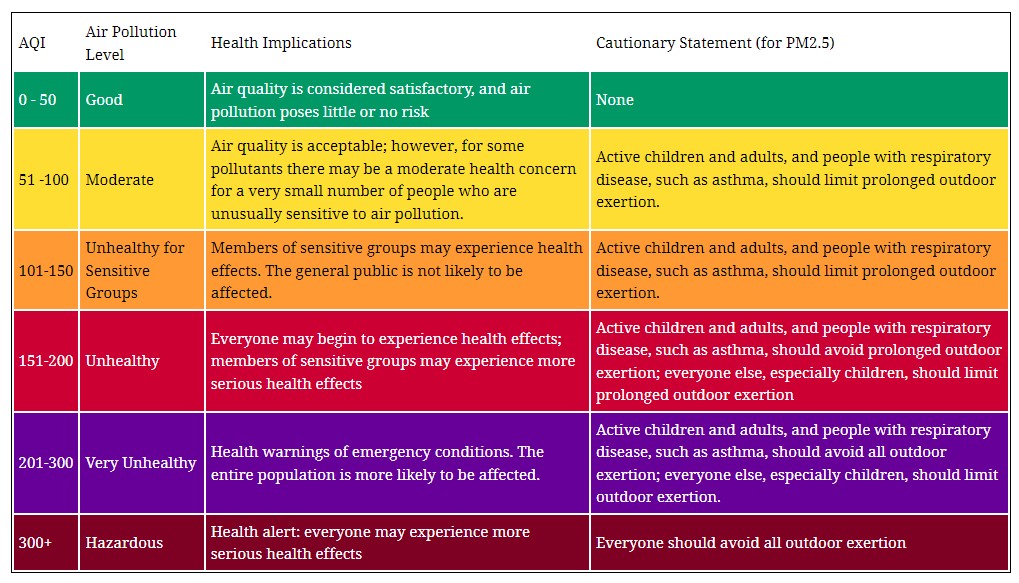 AQI
Air Pollution
Level
Health Implications
Cautionary Statement (for PM2.5)
0 - 50
Good
Air quality is considered satisfactory, and air
pollution poses little or no risk
None
51 -100
Moderate
Air quality is acceptable; however, for some
pollutants there may be a moderate health concern
for a very small number of people who are
unusually sensitive to air pollution.
Active children and adults, and people with respiratory
disease, such as asthma, should limit prolonged outdoor
exertion.
101-150
Unhealthy for
Sensitive
Groups
Members of sensitive groups may experience health
effects. The general public is not likely to be
affected.
Active children and adults, and people with respiratory
disease, such as asthma, should limit prolonged outdoor
exertion.
151-200
Unhealthy
Everyone may begin to experience health effects;
members of sensitive groups may experience more
serious health effects
Active children and adults, and people with respiratory
disease, such as asthma, should avoid prolonged outdoor
exertion; everyone else, especially children, should limit
prolonged outdoor exertion
201-300
Very Unhealthy
Health warnings of emergency conditions. The
entire population is more likely to be affected.
Active children and adults, and people with respiratory
disease, such as asthma, should avoid all outdoor
exertion; everyone else, especially children, should limit
outdoor exertion.
300+
Hazardous
Health alert: everyone may experience more
serious health effects
Everyone should avoid all outdoor exertion